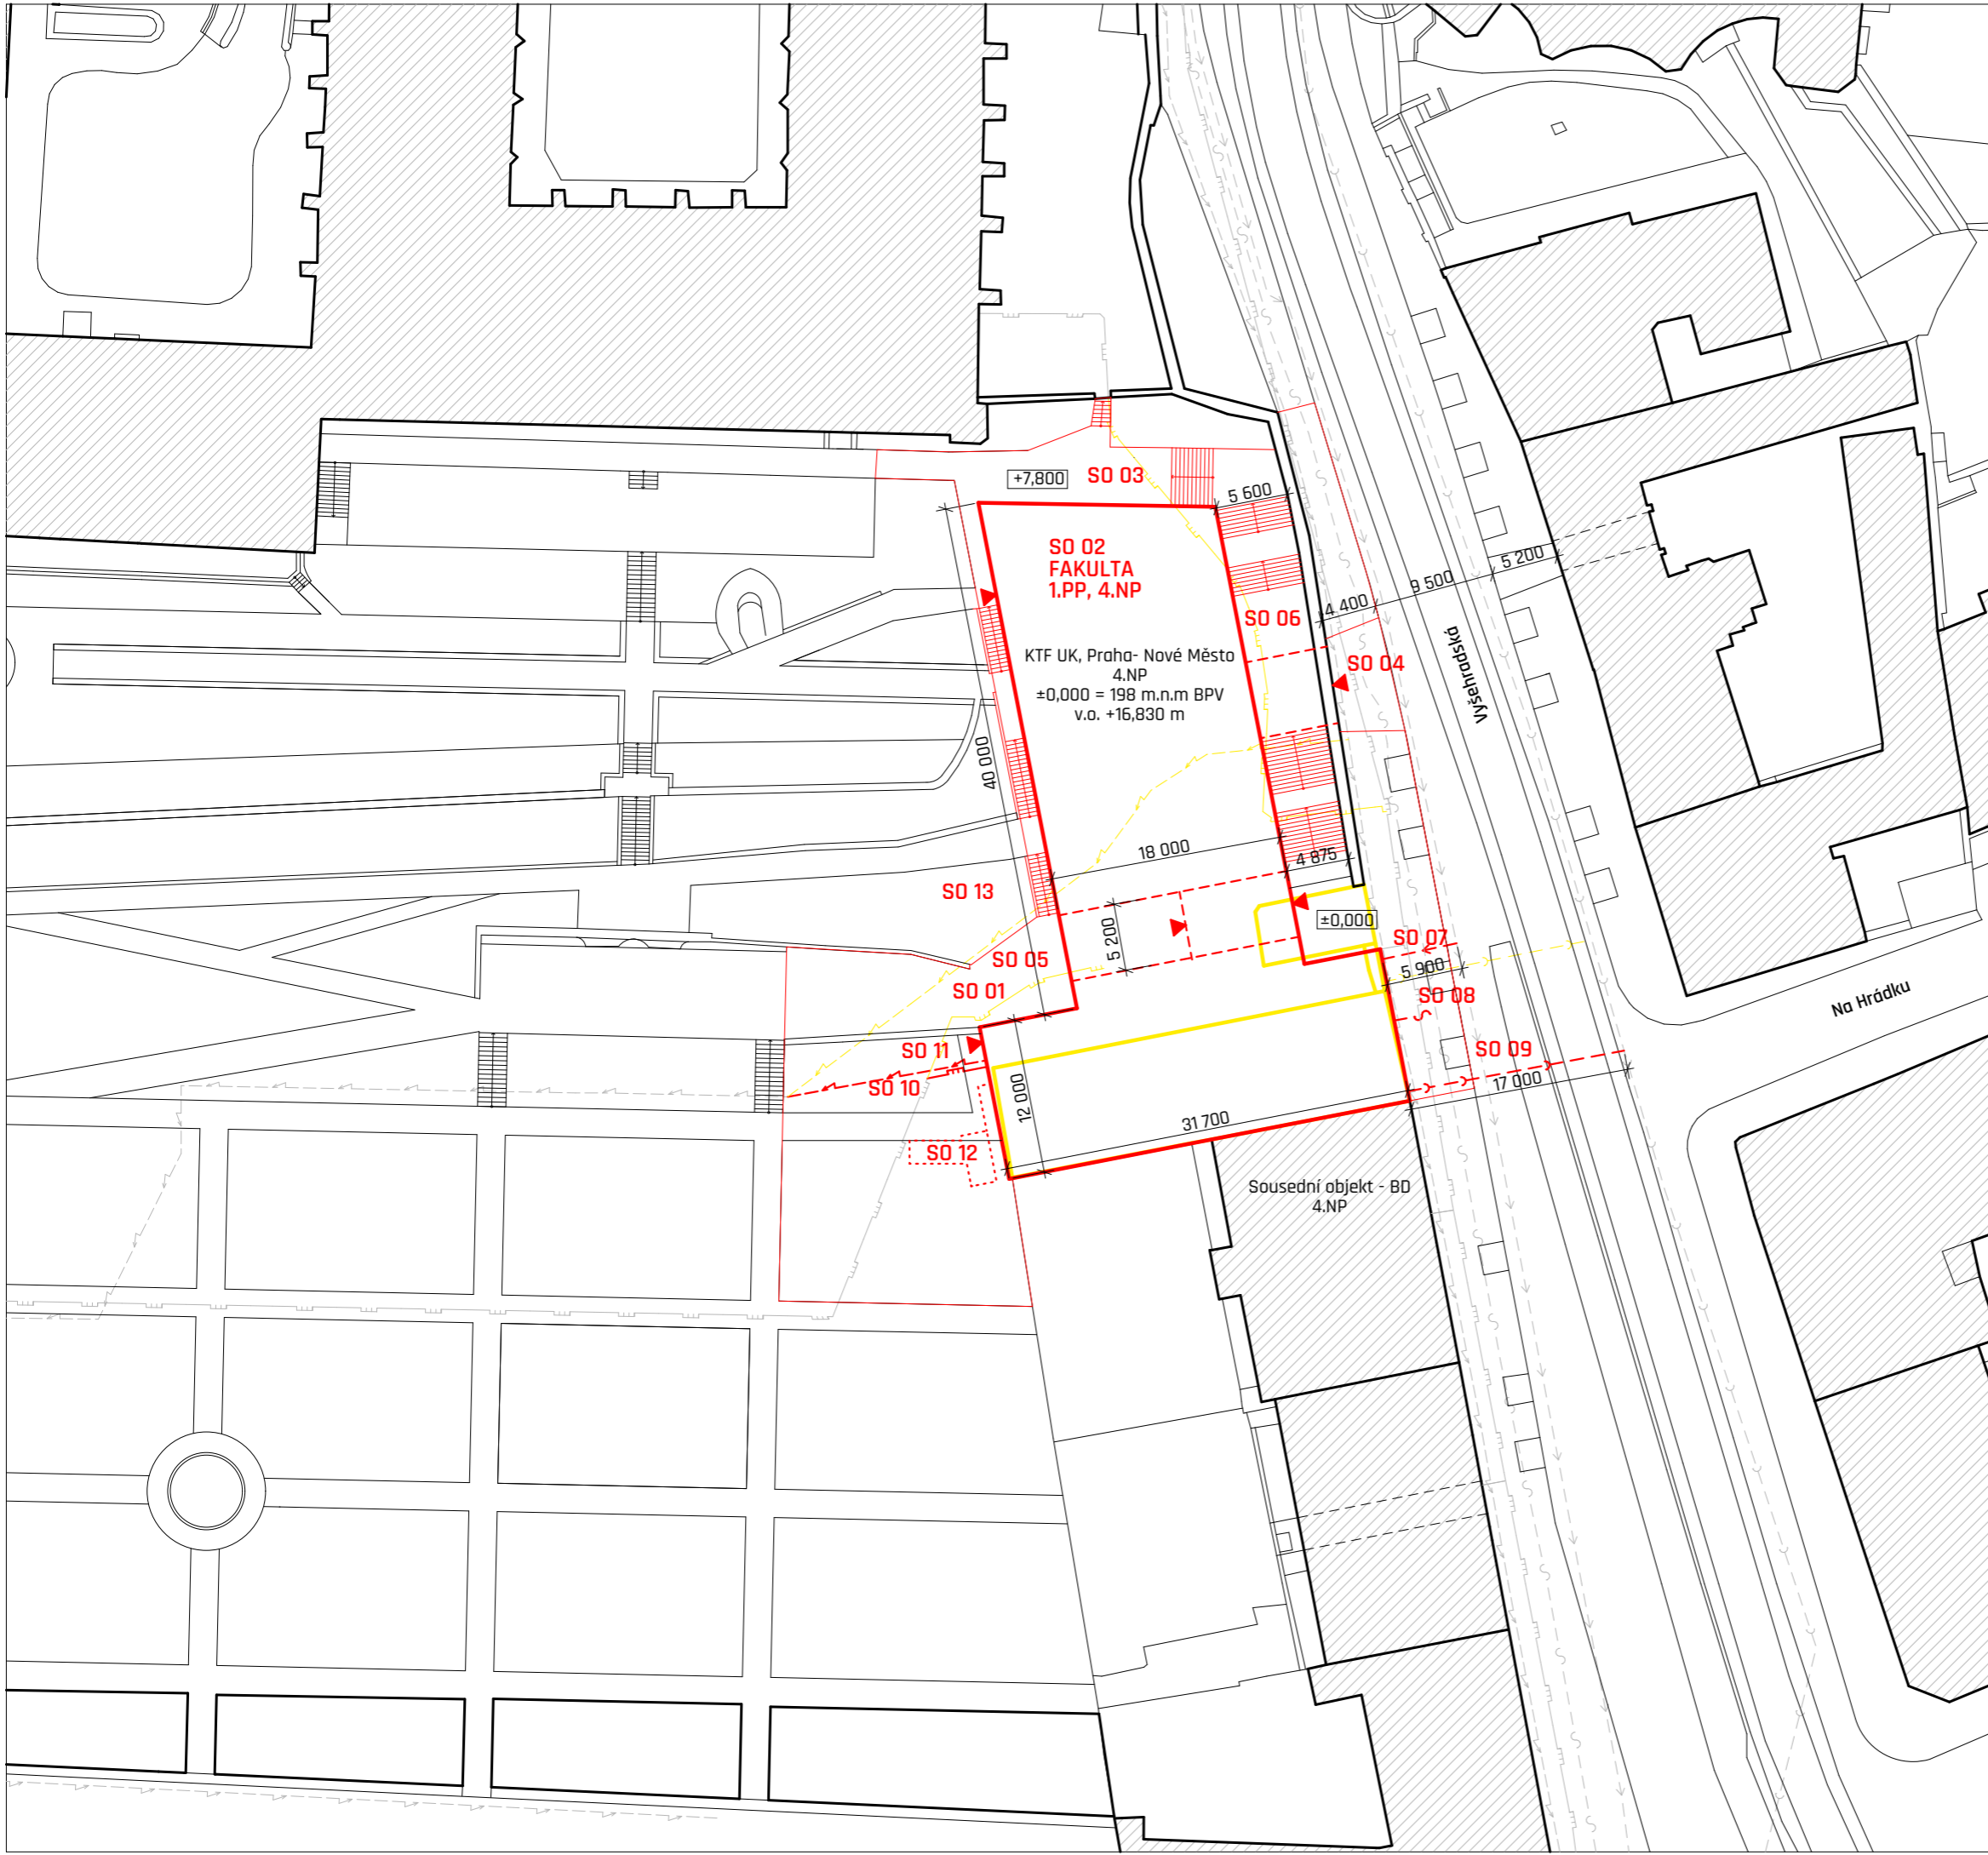 +7,800
SO 03
5 600
SO 02
FAKULTA
1.PP, 4.NP
5 200
9 500
4 400
SO 06
KTF UK, Praha- Nové Město
4.NP
±0,000 = 198 m.n.m BPV
v.o. +16,830 m
SO 04
Vyšehradská
40 000
18 000
4 875
SO 13
±0,000
5 200
SO 07
SO 05
5 900
SO 01
SO 08
Na Hrádku
SO 11
SO 09
SO 10
17 000
12 000
31 700
SO 12
Sousední objekt - BD
4.NP